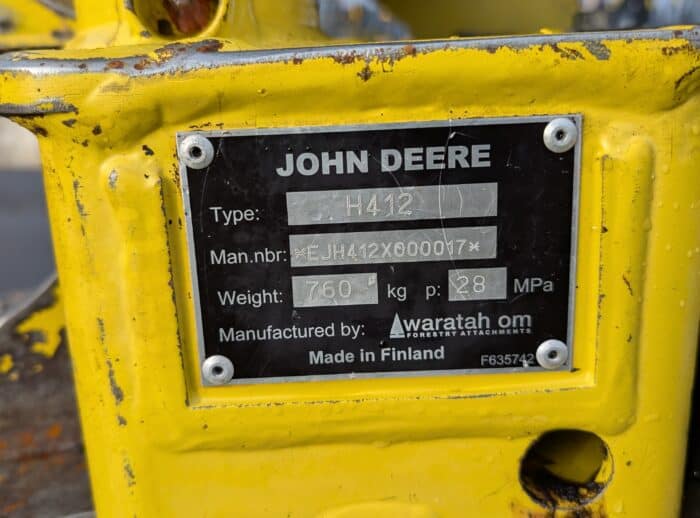 JOHN DEERE
Type: H412
Man.nbr: *EJH412X000017*
Weight: 760 kg p: 28 MPa
Manufactured by: waratah om
FORESTRY ATTACHMENTS
Made in Finland F635742